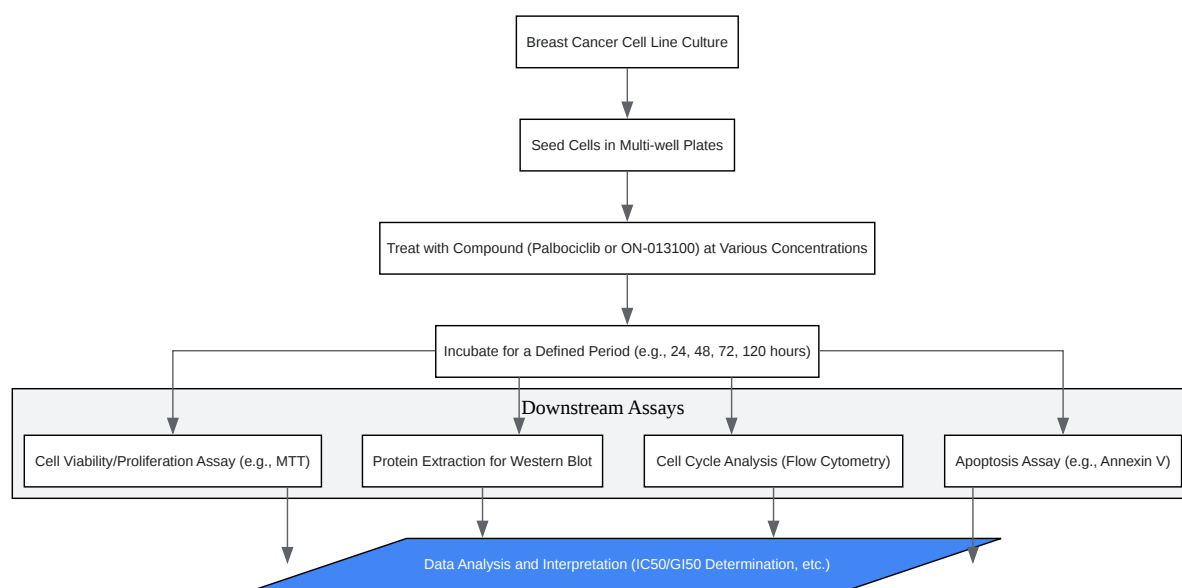 Breast Cancer Cell Line Culture
Seed Cells in Multi-well Plates
Treat with Compound (Palbociclib or ON-013100) at Various Concentrations
Incubate for a Defined Period (e.g., 24, 48, 72, 120 hours)
Downstream Assays
Cell Viability/Proliferation Assay (e.g., MTT)
Protein Extraction for Western Blot
Cell Cycle Analysis (Flow Cytometry)
Apoptosis Assay (e.g., Annexin V)
Data Analysis and Interpretation (IC50/GI50 Determination, etc.)